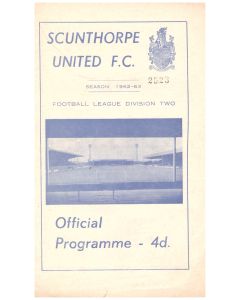 SCUNTHORPE
UNITED F.C.
2523
SEASON 1962-63
FOOTBALL LEAGUE DIVISION TWO
Official
Programme - 4d.